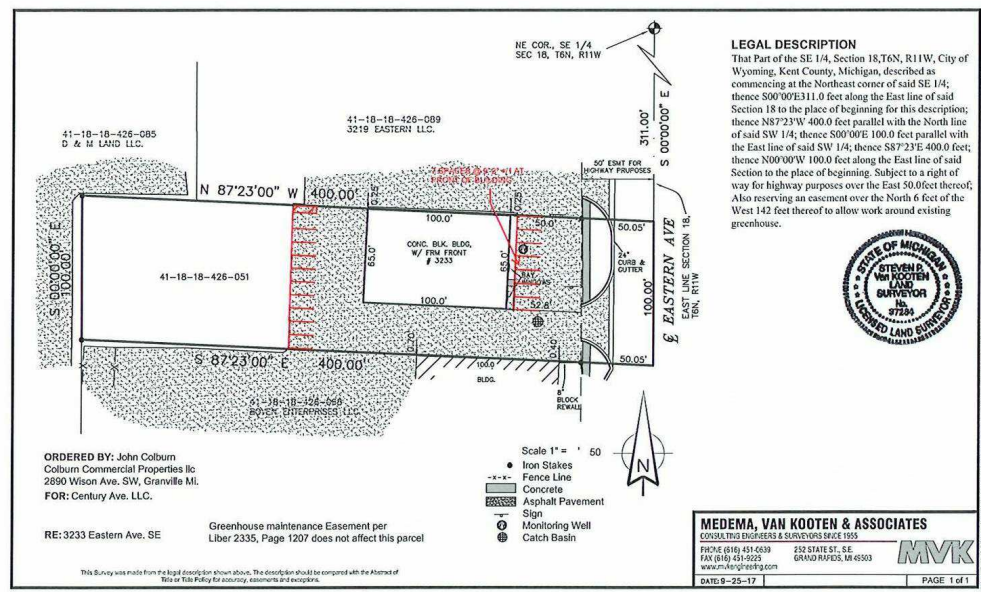 NE COR., SE 1/4
SEC 18, T6N, R11W
LEGAL DESCRIPTION
That Part of the SE 1/4, Section 18,T6N, R11W, City of
Wyoming, Kent County, Michigan, described as
commencing at the Northeast corner of said SE 1/4;
thence S00°00'E311.0 feet along the East line of said
Section 18 to the place of beginning for this description;
thence N87°23'W 400.0 feet parallel with the North line
of said SW 1/4; thence S00°00'E 100.0 feet parallel with
the East line of said SW 1/4; thence S87°23'E 400.0 feet;
thence N00°00'W 100.0 feet along the East line of said
Section to the place of beginning. Subject to a right of
way for highway purposes over the East 50.0feet thereof;
Also reserving an easement over the North 6 feet of the
West 142 feet thereof to allow work around existing
greenhouse.
41-18-18-426-085
D & M LAND LLC.
41-18-18-426-089
3219 EASTERN LLC.
311.00'
S 00°00'00" E
50' ESMT FOR
HIGHWAY PRUPOSES
N 87°23'00" W 400.00'
0.25'
0.25'
100.0'
50.0'
50.05'
S 00°00'00" E
100.00'
41-18-18-426-051
65.0'
CONC. BLK. BLDG,
W/ FRM FRONT
# 3233
65.0'
BAY
WINDOWS
24"
CURB &
GUTTER
100.00'
EASTERN AVE
EAST LINE SECTION 18,
T6N, R11W
100.0'
52.8'
S 87°23'00" E 400.00'
0.20'
0.40'
50.05'
100.0
BLDG.
8"
BLOCK
REWALL
41-18-18-426-068
BOVEN ENTERPRISES LLC.
STATE OF MICHIGAN
STEVEN P.
Van KOOTEN
LAND
SURVEYOR
No.
37284
LICENSED LAND SURVEYOR
N
ORDERED BY: John Colburn
Colburn Commercial Properties llc
2890 Wison Ave. SW, Granville Mi.
FOR: Century Ave. LLC.
RE: 3233 Eastern Ave. SE
Greenhouse maintenance Easement per
Liber 2335, Page 1207 does not affect this parcel
Scale 1" = ' 50
Iron Stakes
-x-x- Fence Line
Concrete
Asphalt Pavement
Sign
Monitoring Well
Catch Basin
This Survey was made from the legal description shown above. The description should be compared with the Abstract of
Title or Title Policy for accuracy, easements and exceptions.
MEDEMA, VAN KOOTEN & ASSOCIATES
CONSULTING ENGINEERS & SURVEYORS SINCE 1955
PHONE (616) 451-0639
FAX (616) 451-9225
www.mvkengineering.com
252 STATE ST., S.E.
GRAND RAPIDS, MI 49503
MVK
DATE: 9-25-17
PAGE 1 of 1